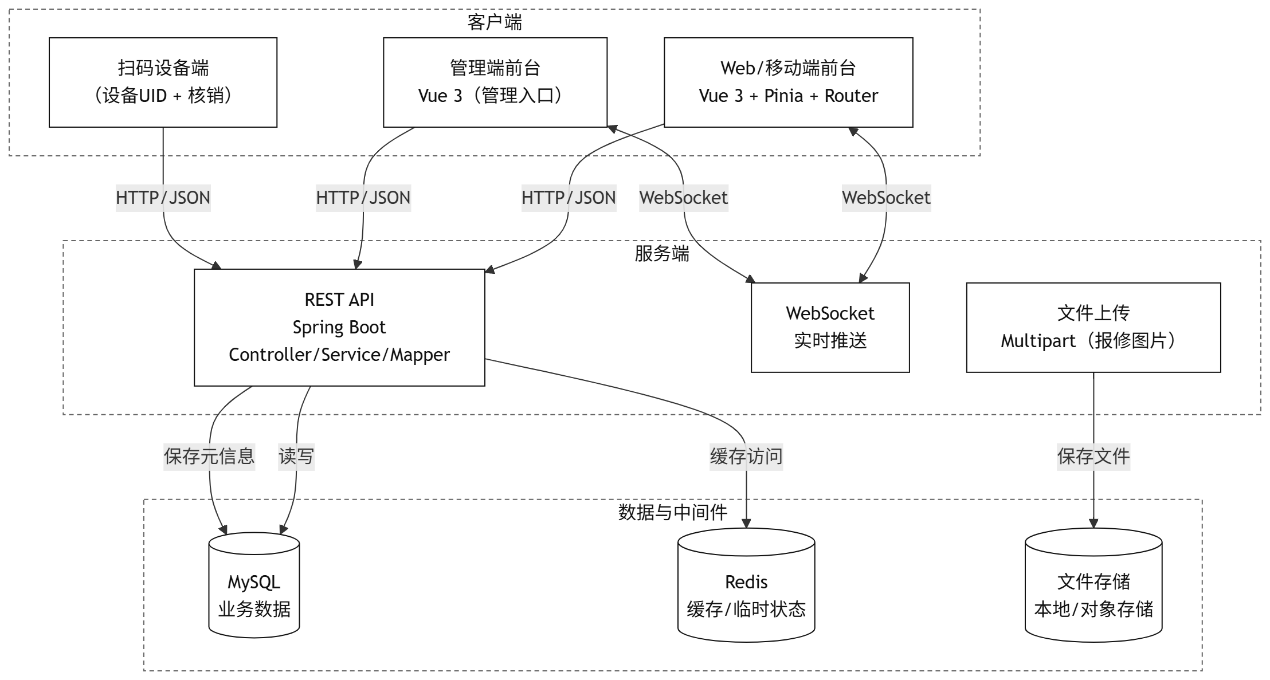 客户端
扫码设备端
（设备UID + 核销）
管理端前台
Vue 3（管理入口）
Web/移动端前台
Vue 3 + Pinia + Router
HTTP/JSON
HTTP/JSON
HTTP/JSON
WebSocket
WebSocket
服务端
REST API
Spring Boot
Controller/Service/Mapper
WebSocket
实时推送
文件上传
Multipart（报修图片）
保存元信息
读写
缓存访问
保存文件
数据与中间件
MySQL
业务数据
Redis
缓存/临时状态
文件存储
本地/对象存储